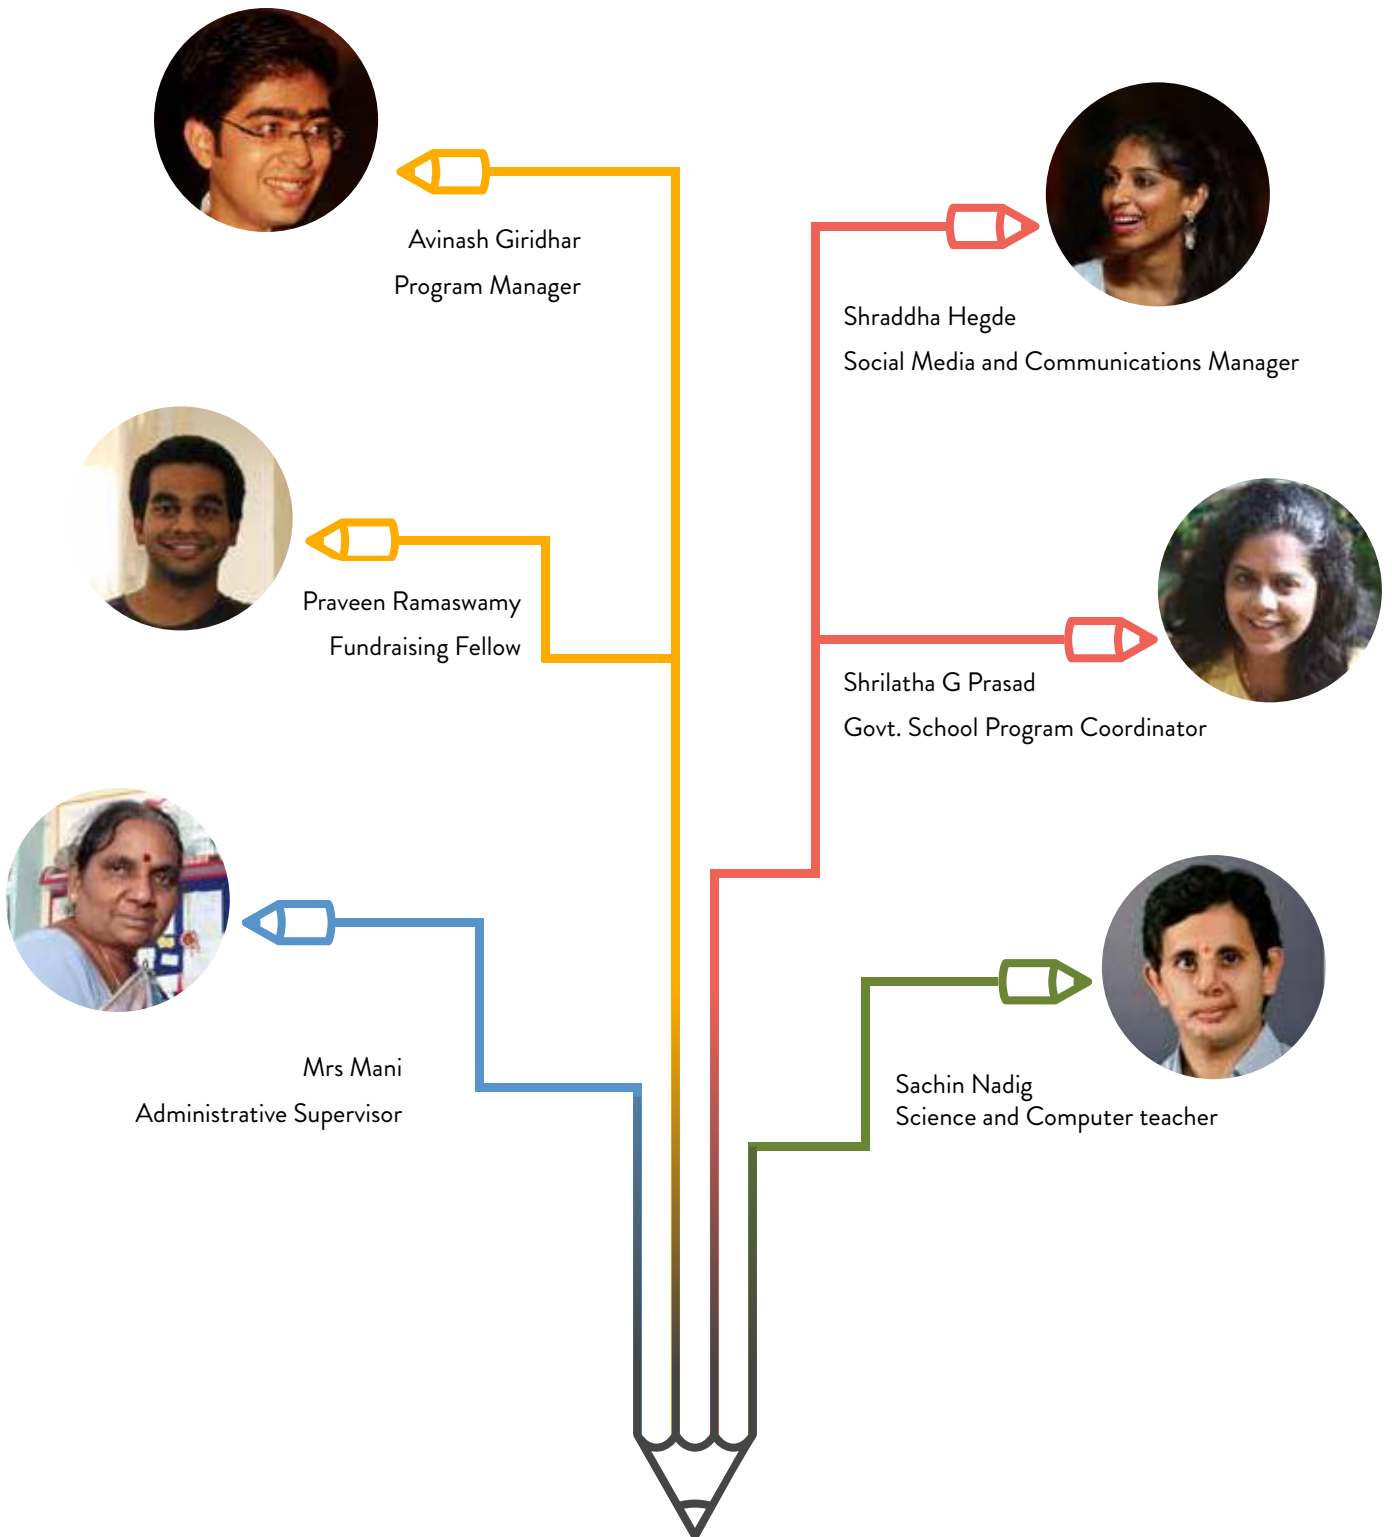 Avinash Giridhar
Program Manager
Shraddha Hegde
Social Media and Communications Manager
Praveen Ramaswamy
Fundraising Fellow
Shrilatha G Prasad
Govt. School Program Coordinator
Mrs Mani
Administrative Supervisor
Sachin Nadig
Science and Computer teacher